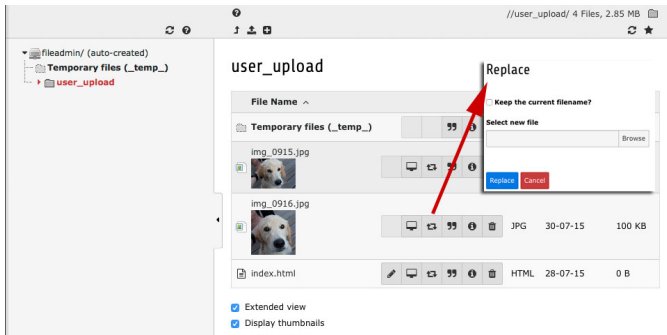 //user_upload/ 4 Files, 2.85 MB
fileadmin/ (auto-created)
Temporary files (_temp_)
user_upload
user_upload
File Name
Temporary files (_temp_)
img_0915.jpg
img_0916.jpg
JPG 30-07-15 100 KB
index.html HTML 28-07-15 0 B
Extended view
Display thumbnails
Replace
Keep the current filename?
Select new file
Browse
Replace Cancel